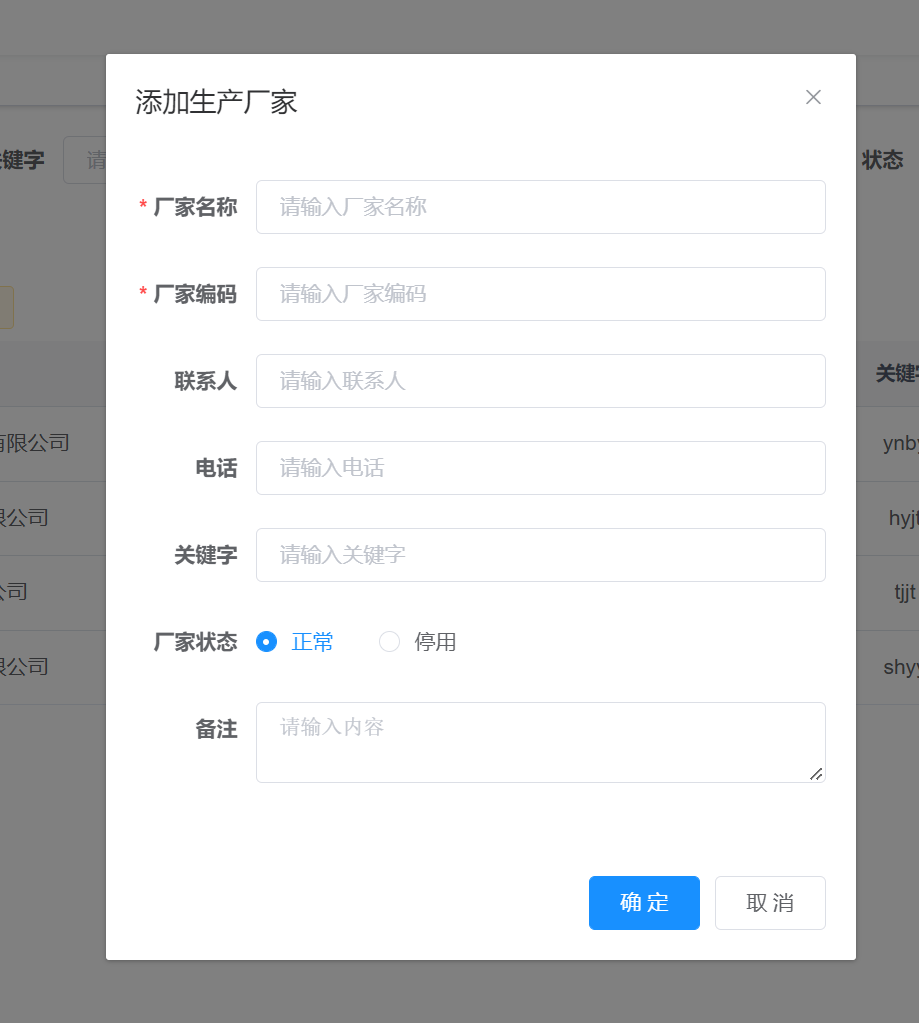 添加生产厂家
键字
请
状态
* 厂家名称 请输入厂家名称
* 厂家编码 请输入厂家编码
联系人 请输入联系人
关键
电话 请输入电话
有限公司
ynby
关键字 请输入关键字
限公司
hyjt
公司
tjjt
厂家状态 正常 停用
限公司
shyy
备注 请输入内容
确 定 取 消